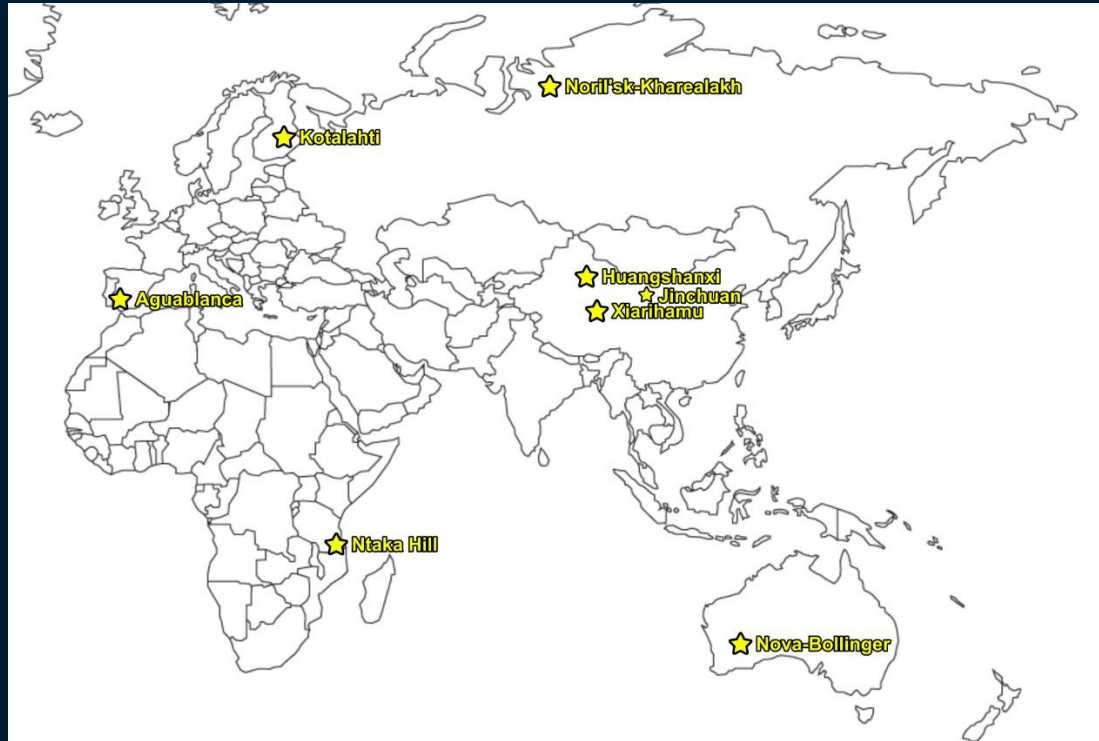 Noril'sk-Kharealakh
Kotalahti
Huangshanxi
Jinchuan
Aguablanca
Xiarihamu
Ntaka Hill
Nova-Bollinger